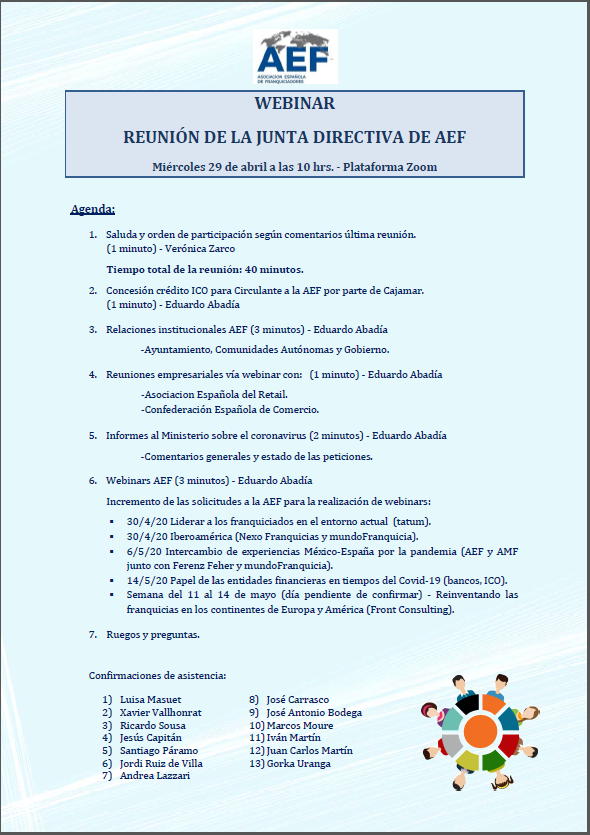 AEF
ASOCIACION ESPAÑOLA
DE FRANQUICIADORES
WEBINAR
REUNIÓN DE LA JUNTA DIRECTIVA DE AEF
Miércoles 29 de abril a las 10 hrs. - Plataforma Zoom
Agenda:
1. Saluda y orden de participación según comentarios última reunión.
(1 minuto) - Verónica Zarco
Tiempo total de la reunión: 40 minutos.
2. Concesión crédito ICO para Circulante a la AEF por parte de Cajamar.
(1 minuto) - Eduardo Abadía
3. Relaciones institucionales AEF (3 minutos) - Eduardo Abadía
-Ayuntamiento, Comunidades Autónomas y Gobierno.
4. Reuniones empresariales vía webinar con: (1 minuto) - Eduardo Abadía
-Asociacion Española del Retail.
-Confederación Española de Comercio.
5. Informes al Ministerio sobre el coronavirus (2 minutos) - Eduardo Abadía
-Comentarios generales y estado de las peticiones.
6. Webinars AEF (3 minutos) - Eduardo Abadía
Incremento de las solicitudes a la AEF para la realización de webinars:
▪ 30/4/20 Liderar a los franquiciados en el entorno actual (tatum).
▪ 30/4/20 Iberoamérica (Nexo Franquicias y mundoFranquicia).
▪ 6/5/20 Intercambio de experiencias México-España por la pandemia (AEF y AMF
junto con Ferenz Feher y mundoFranquicia).
▪ 14/5/20 Papel de las entidades financieras en tiempos del Covid-19 (bancos, ICO).
▪ Semana del 11 al 14 de mayo (día pendiente de confirmar) - Reinventando las
franquicias en los continentes de Europa y América (Front Consulting).
7. Ruegos y preguntas.
Confirmaciones de asistencia:
1) Luisa Masuet
2) Xavier Vallhonrat
3) Ricardo Sousa
4) Jesús Capitán
5) Santiago Páramo
6) Jordi Ruiz de Villa
7) Andrea Lazzari
8) José Carrasco
9) José Antonio Bodega
10) Marcos Moure
11) Iván Martín
12) Juan Carlos Martín
13) Gorka Uranga